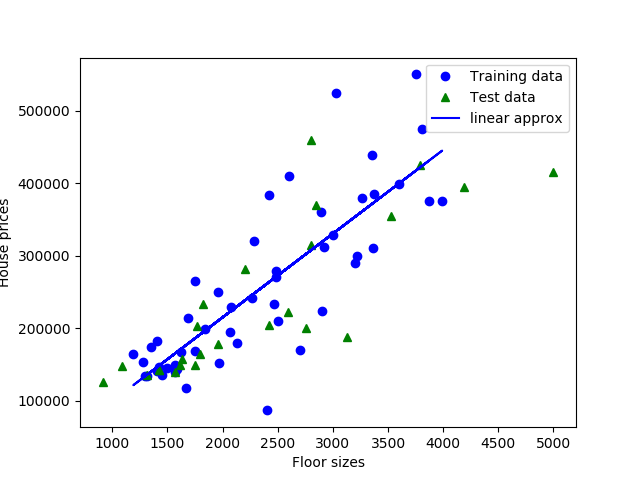 500000
400000
300000
200000
100000
House prices
1000 1500 2000 2500 3000 3500 4000 4500 5000
Floor sizes
Training data
Test data
linear approx